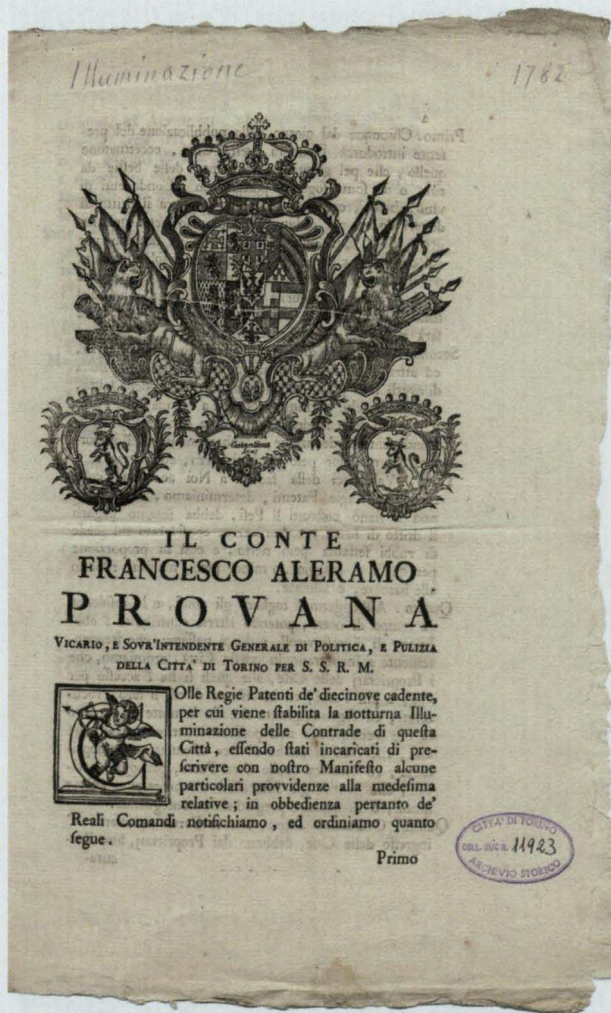 Illuminazione 1782
IL CONTE
FRANCESCO ALERAMO
PROVANA
VICARIO, E SOVR'INTENDENTE GENERALE DI POLITICA, E PULIZIA
DELLA CITTA' DI TORINO PER S. S. R. M.
COlle Regie Patenti de' diecinove cadente,
per cui viene ſtabilita la notturna Illu-
minazione delle Contrade di queſta
Città, eſſendo ſtati incaricati di pre-
ſcrivere con noſtro Manifeſto alcune
particolari provvidenze alla medeſima
relative; in obbedienza pertanto de'
Reali Comandi notifichiamo, ed ordiniamo quanto
ſegue.
Primo
CITTA' DI TORINO
COLL. SIC N. 11923
ARCHIVIO STORICO